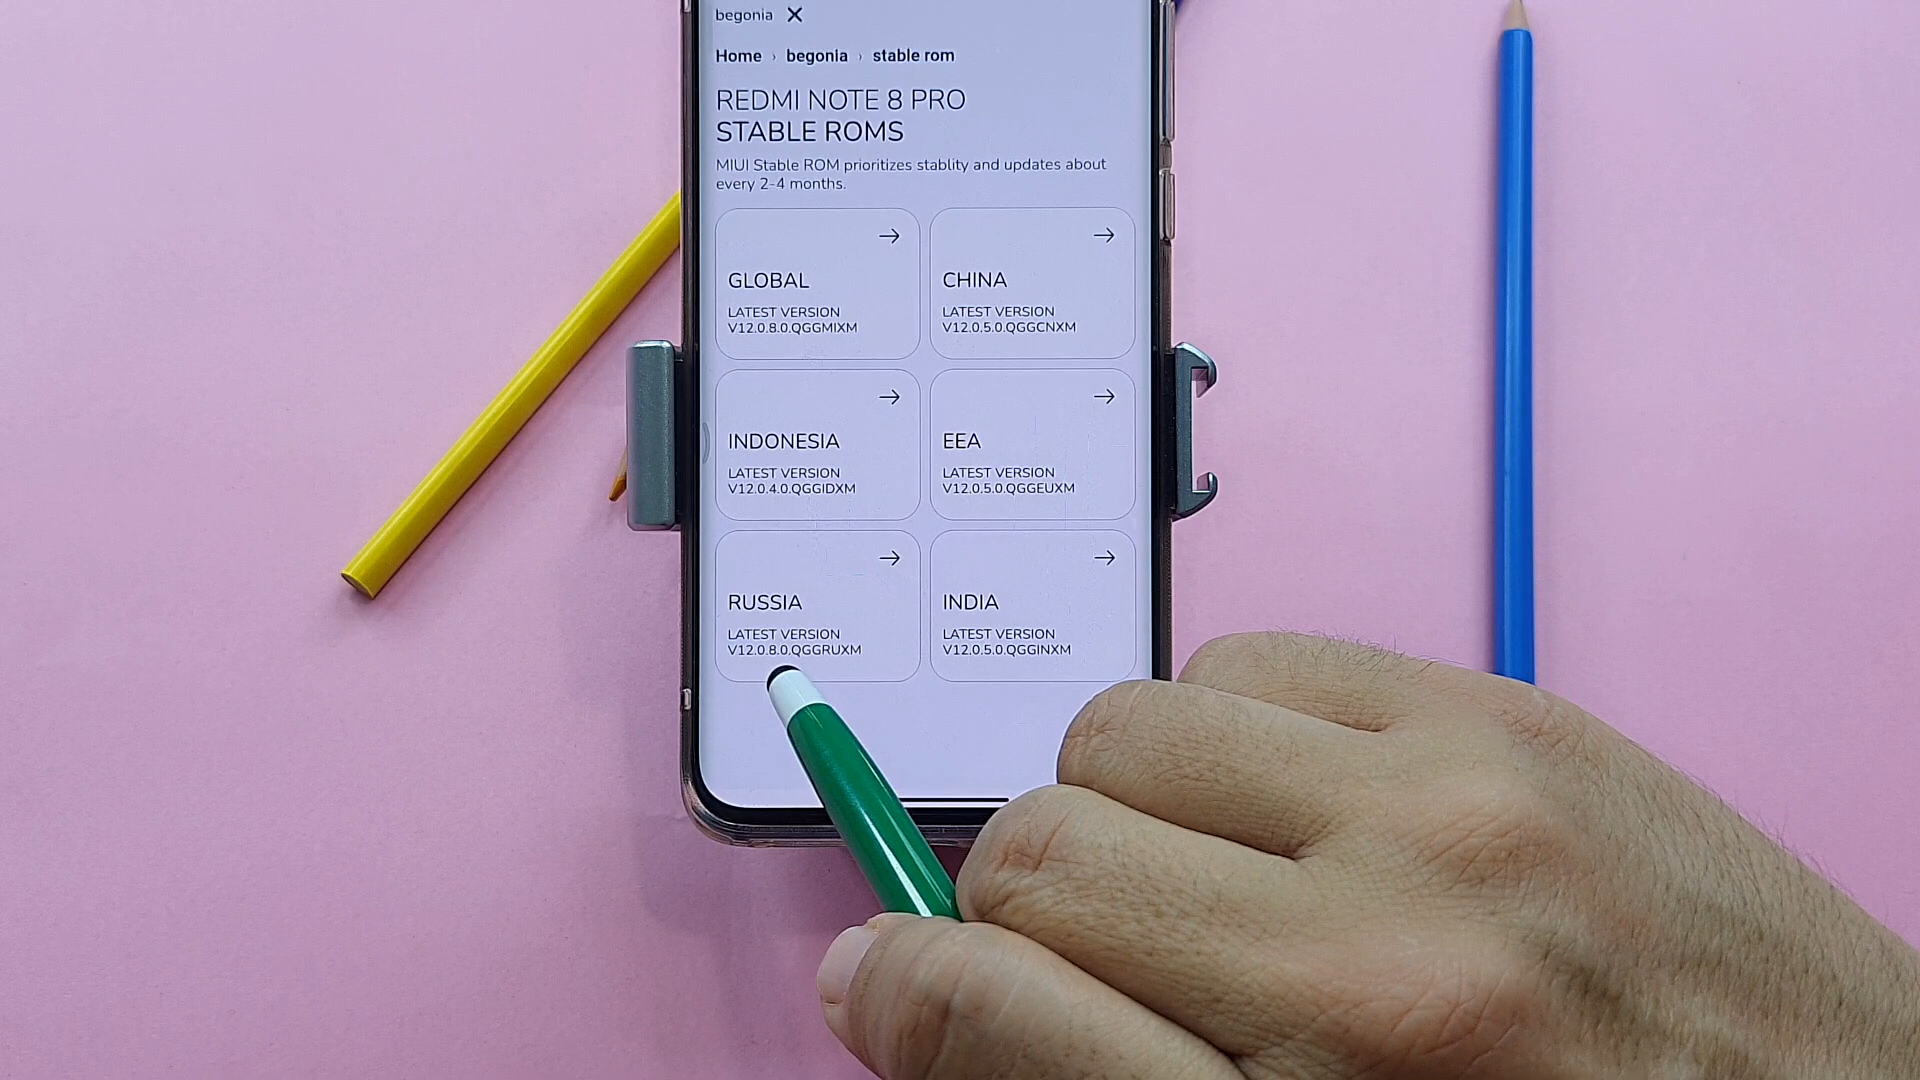 begonia ✕
Home › begonia › stable rom
REDMI NOTE 8 PRO
STABLE ROMS
MIUI Stable ROM prioritizes stablity and updates about
every 2-4 months.
GLOBAL
LATEST VERSION
V12.0.8.0.QGGMIXM
CHINA
LATEST VERSION
V12.0.5.0.QGGCNXM
INDONESIA
LATEST VERSION
V12.0.4.0.QGGIDXM
EEA
LATEST VERSION
V12.0.5.0.QGGEUXM
RUSSIA
LATEST VERSION
V12.0.8.0.QGGRUXM
INDIA
LATEST VERSION
V12.0.5.0.QGGINXM